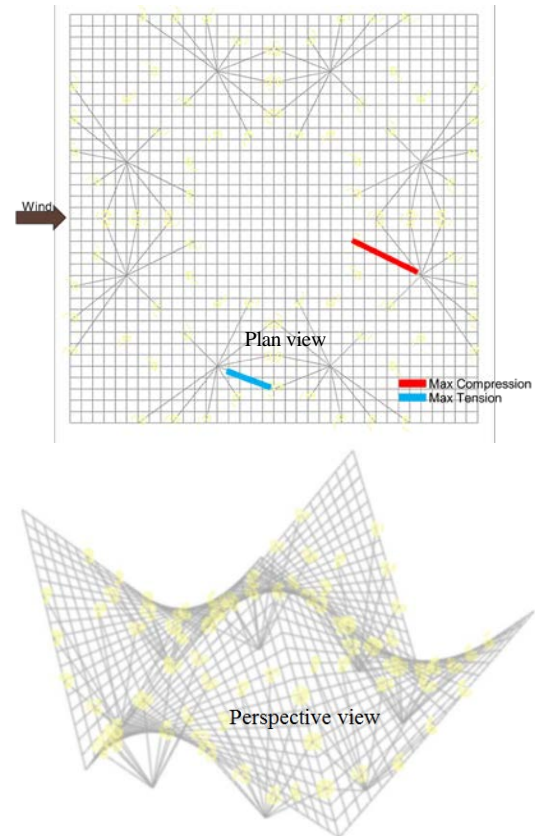 Wind
Plan view
Max Compression
Max Tension
Perspective view